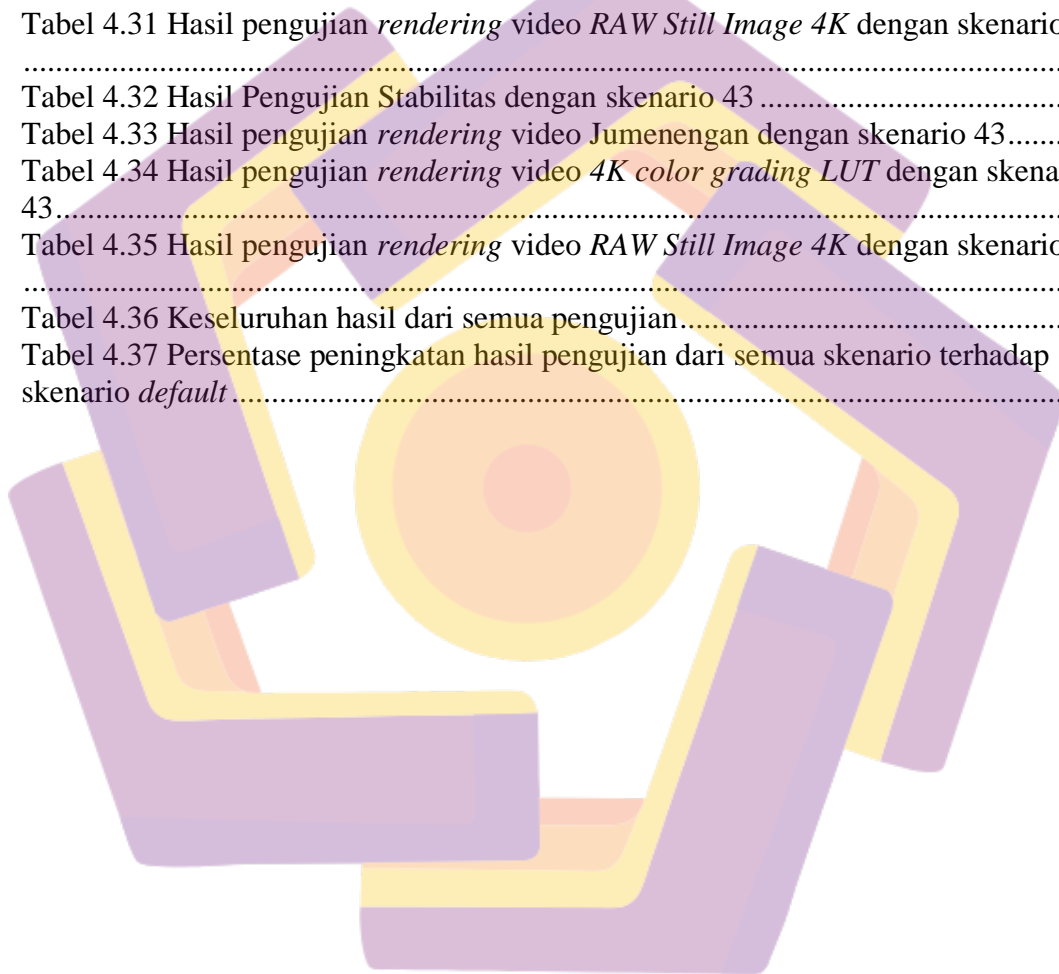 Tabel 4.31 Hasil pengujian rendering video RAW Still Image 4K dengan skenario
....................................................................................................
Tabel 4.32 Hasil Pengujian Stabilitas dengan skenario 43 ........................................
Tabel 4.33 Hasil pengujian rendering video Jumenengan dengan skenario 43........
Tabel 4.34 Hasil pengujian rendering video 4K color grading LUT dengan
43....................................................................................................
Tabel 4.35 Hasil pengujian rendering video RAW Still Image 4K dengan skenario
....................................................................................................
Tabel 4.36 Keseluruhan hasil dari semua pengujian....................................................
Tabel 4.37 Persentase peningkatan hasil pengujian dari semua skenario terhadap
skenario default ....................................................................................